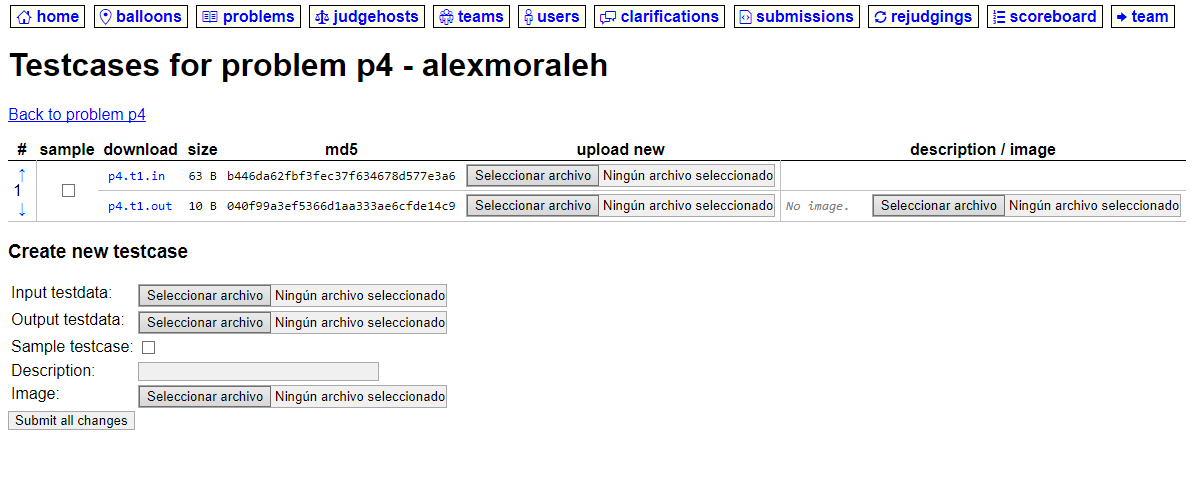 home balloons problems judgehosts teams users clarifications submissions rejudgings scoreboard team
Testcases for problem p4 - alexmoraleh
Back to problem p4
# sample download size md5 upload new description / image
↑
1
↓
p4.t1.in 63 B b446da62fbf3fec37f634678d577e3a6 Seleccionar archivo Ningún archivo seleccionado
p4.t1.out 10 B 040f99a3ef5366d1aa333ae6cfde14c9 Seleccionar archivo Ningún archivo seleccionado No image. Seleccionar archivo Ningún archivo seleccionado
Create new testcase
Input testdata: Seleccionar archivo Ningún archivo seleccionado
Output testdata: Seleccionar archivo Ningún archivo seleccionado
Sample testcase:
Description:
Image: Seleccionar archivo Ningún archivo seleccionado
Submit all changes